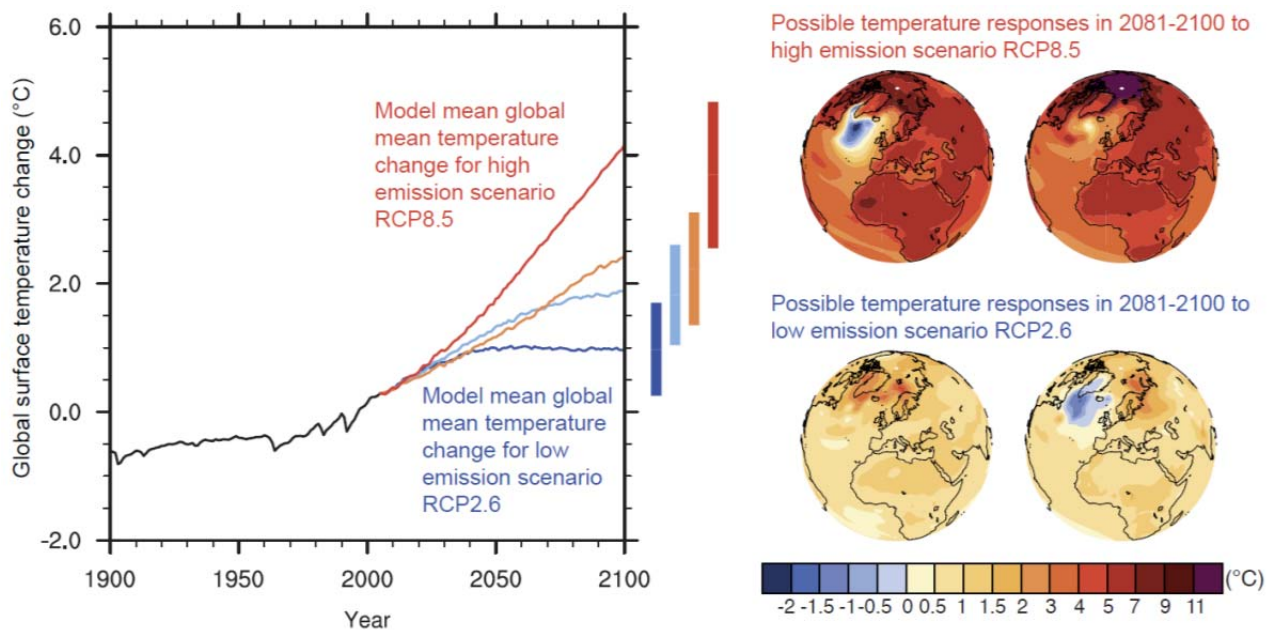 6.0
4.0
2.0
0.0
-2.0
Global surface temperature change (°C)
1900
1950
2000
2050
2100
Year
Model mean global
mean temperature
change for high
emission scenario
RCP8.5
Model mean global
mean temperature
change for low
emission scenario
RCP2.6
Possible temperature responses in 2081-2100 to
high emission scenario RCP8.5
Possible temperature responses in 2081-2100 to
low emission scenario RCP2.6
-2 -1.5 -1 -0.5 0 0.5 1 1.5 2 3 4 5 7 9 11 (°C)